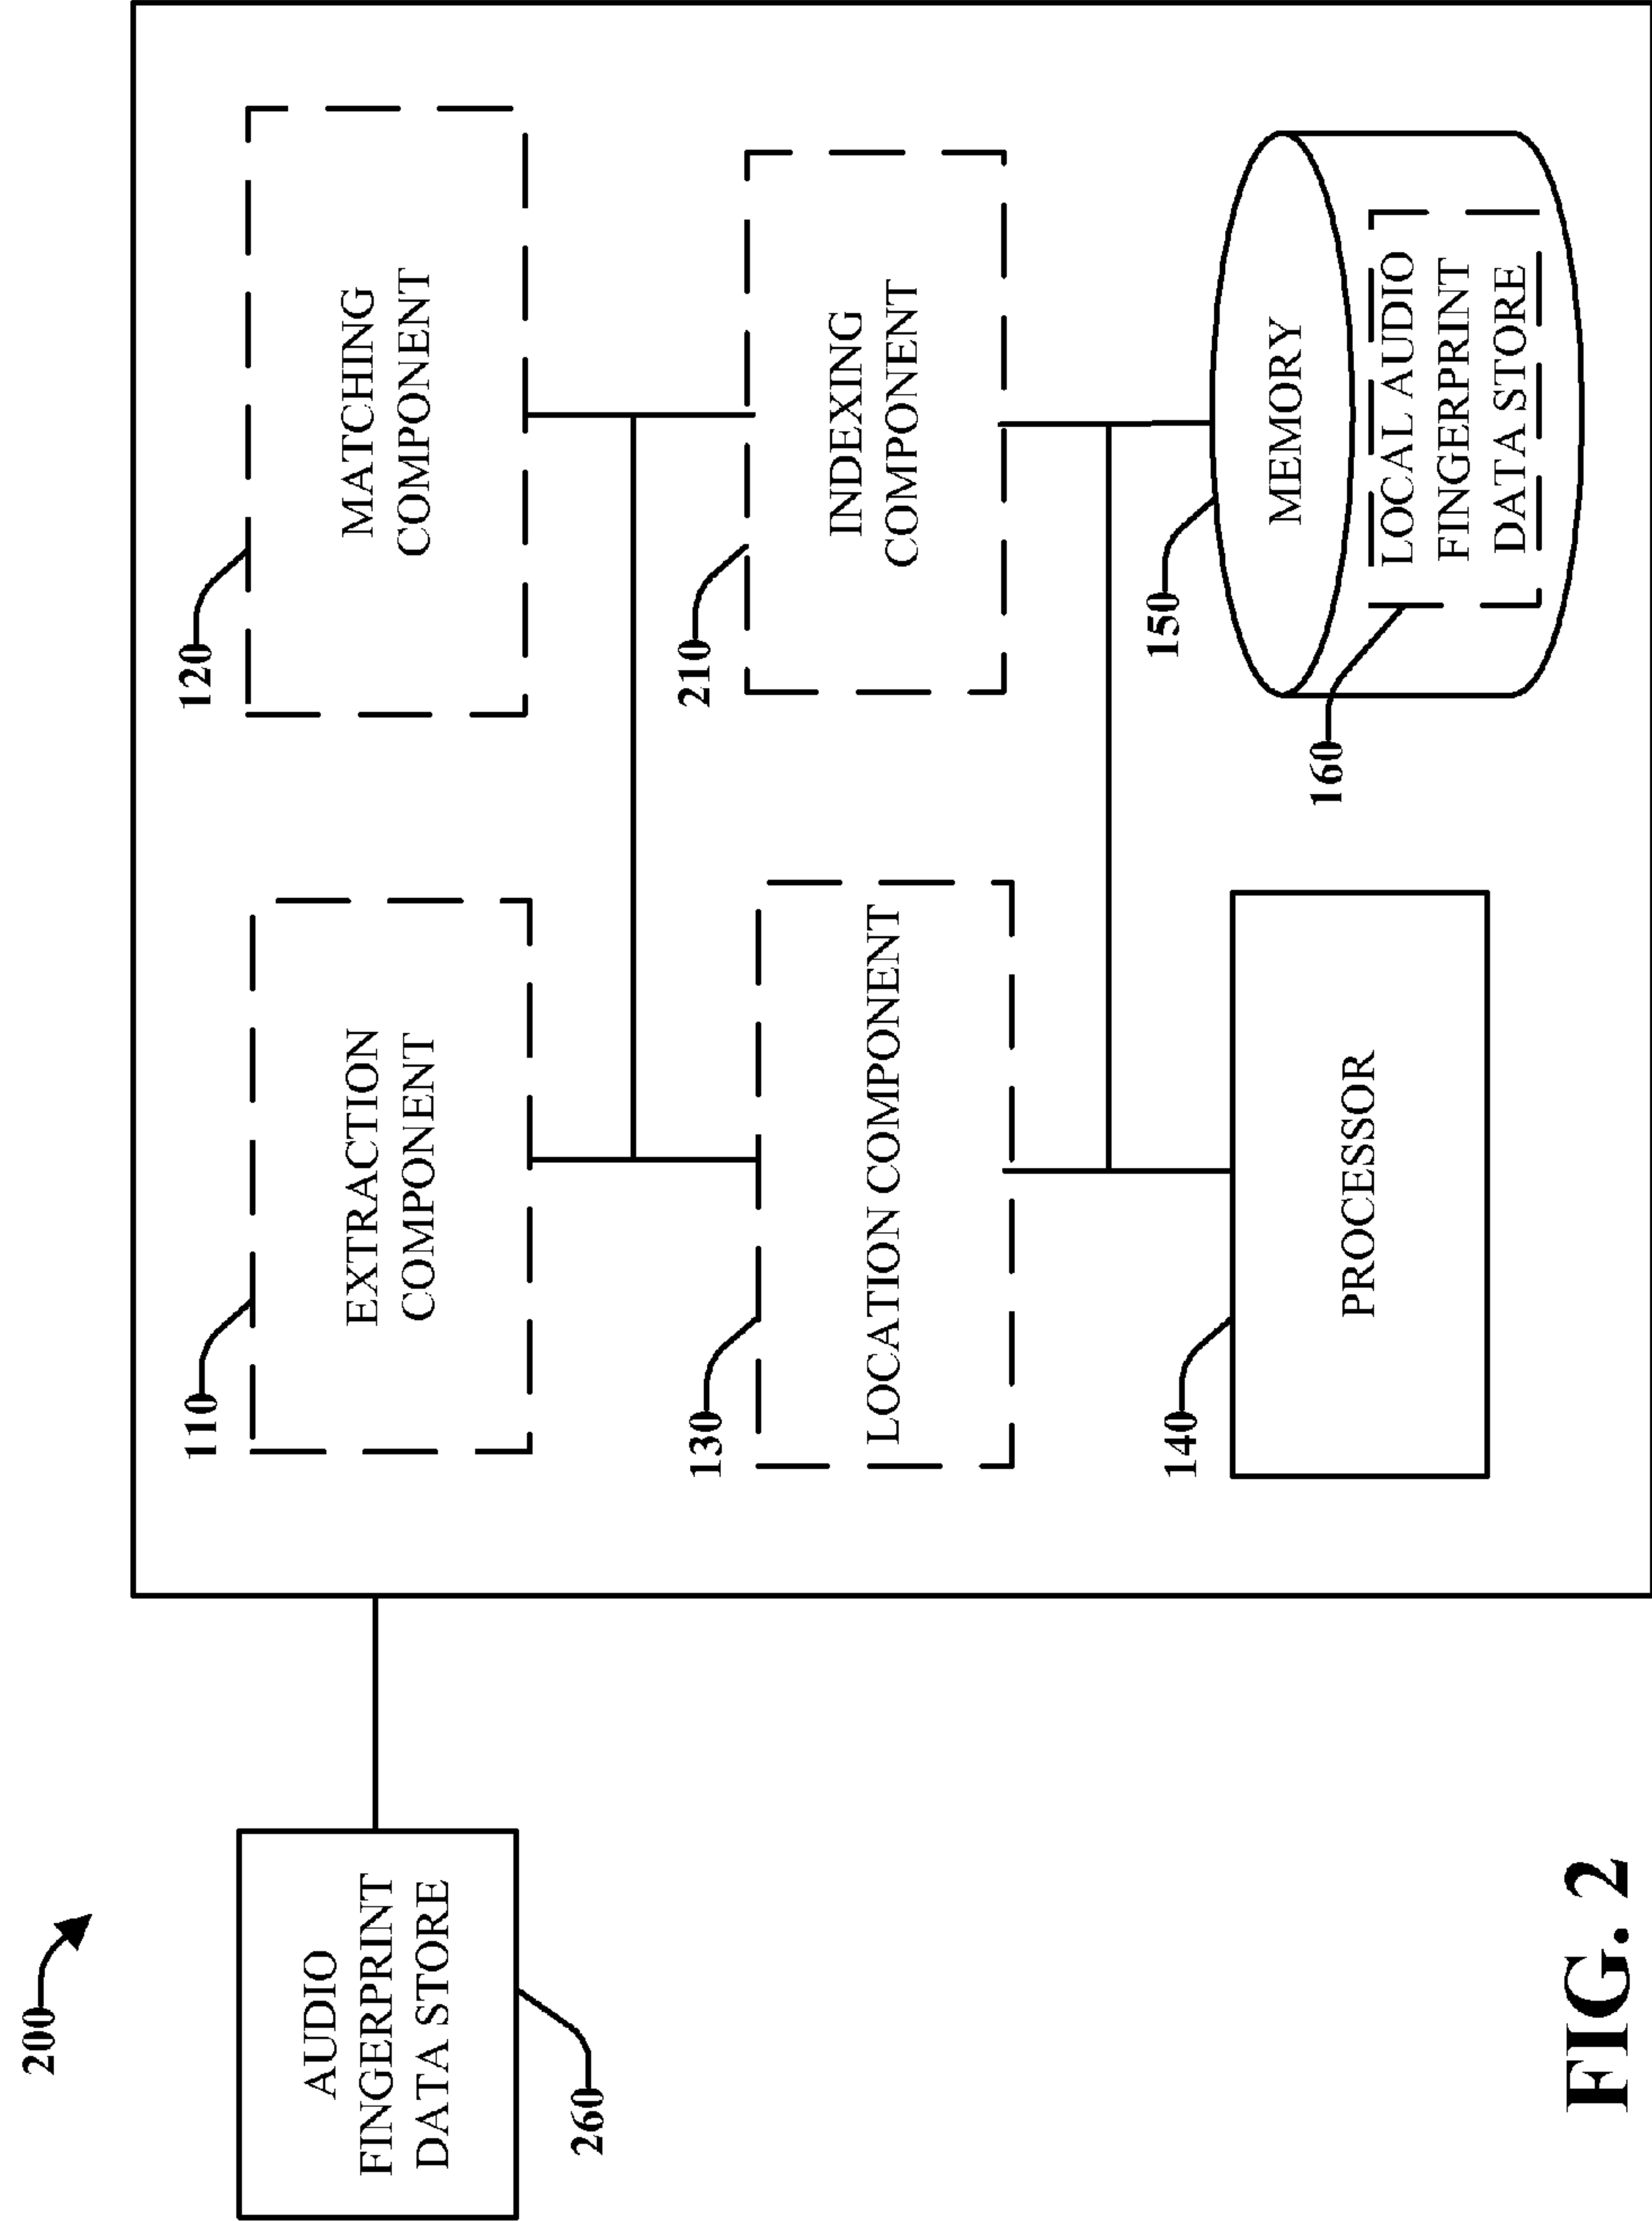 200
AUDIO
FINGERPRINT
DATA STORE
260
110
EXTRACTION
COMPONENT
120
MATCHING
COMPONENT
130
LOCATION COMPONENT
210
INDEXING
COMPONENT
140
PROCESSOR
150
MEMORY
160
LOCAL AUDIO
FINGERPRINT
DATA STORE
FIG. 2